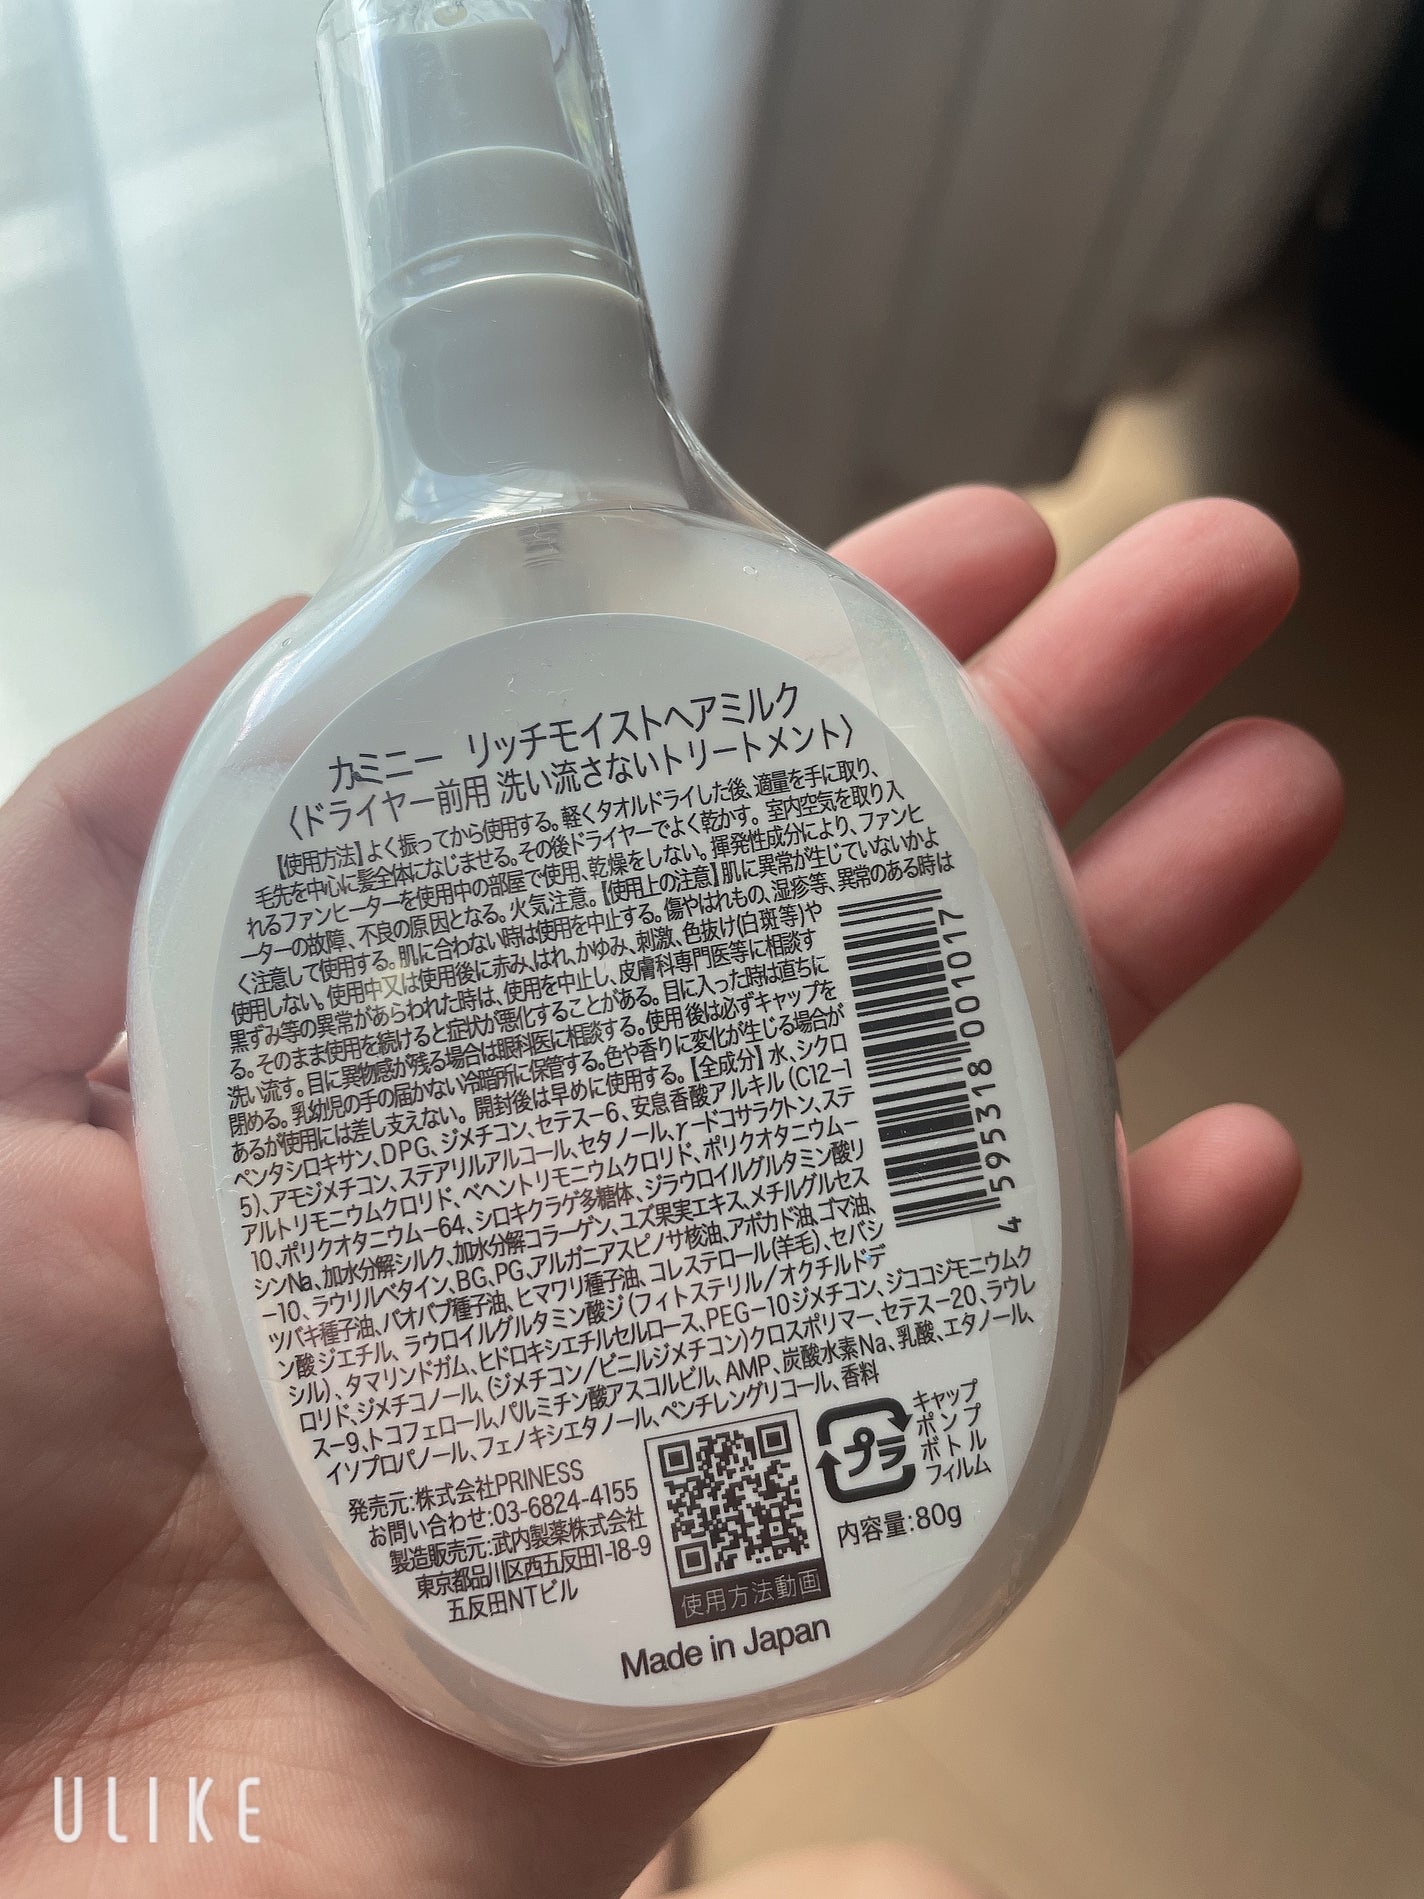 カミニー リッチモイストヘアミルク
〈ドライヤー前用 洗い流さないトリートメント〉
【使用方法】よく振ってから使用する。軽くタオルドライした後、適量を手に取り、
毛先を中心に髪全体になじませる。その後ドライヤーでよく乾かす。室内空気を取り入
れるファンヒーターを使用中の部屋で使用、乾燥をしない。揮発性成分により、ファンヒ
ーターの故障、不良の原因となる。火気注意。【使用上の注意】肌に異常が生じていないかよ
く注意して使用する。肌に合わない時は使用を中止する。傷やはれもの、湿疹等、異常のある時は
使用しない。使用中又は使用後に赤み、はれ、かゆみ、刺激、色抜け(白斑等)や
黒ずみ等の異常があらわれた時は、使用を中止し、皮膚科専門医等に相談す
る。そのまま使用を続けると症状が悪化することがある。目に入った時は直ちに
洗い流す。目に異物感が残る場合は眼科医に相談する。使用後は必ずキャップを
閉める。乳幼児の手の届かない冷暗所に保管する。色や香りに変化が生じる場合が
あるが使用には差し支えない。開封後は早めに使用する。【全成分】水、シクロ
ペンタシロキサン、DPG、ジメチコン、セテス-6、安息香酸アルキル(C12-1
5)、アモジメチコン、ステアリルアルコール、セタノール、γ-ドコサラクトン、ステ
アルトリモニウムクロリド、ベヘントリモニウムクロリド、ポリクオタニウム-
10、ポリクオタニウム-64、シロキクラゲ多糖体、ジラウロイルグルタミン酸リ
シンNa、加水分解シルク、加水分解コラーゲン、ユズ果実エキス、メチルグルセス
-10、ラウリルベタイン、BG、PG、アルガニアスピノサ核油、アボカド油、ゴマ油、
ツバキ種子油、バオバブ種子油、ヒマワリ種子油、コレステロール(羊毛)、セバシ
ン酸ジエチル、ラウロイルグルタミン酸ジ(フィトステリル/オクチルドデ
シル)、タマリンドガム、ヒドロキシエチルセルロース、PEG-10ジメチコン、ジココジモニウムク
ロリド、ジメチコノール、(ジメチコン/ビニルジメチコン)クロスポリマー、セテス-20、ラウレ
ス-9、トコフェロール、パルミチン酸アスコルビル、AMP、炭酸水素Na、乳酸、エタノール、
イソプロパノール、フェノキシエタノール、ペンチレングリコール、香料
4 595318 001017
発売元:株式会社PRINESS
お問い合わせ:03-6824-4155
製造販売元:武内製薬株式会社
東京都品川区西五反田1-18-9
五反田NTビル
使用方法動画
プラ
キャップ
ポンプ
ボトル
フィルム
内容量:80g
Made in Japan
ULIKE